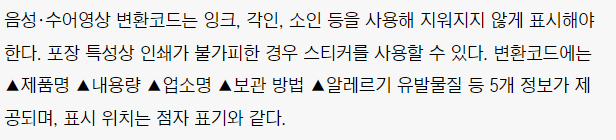 음성·수어영상 변환코드는 잉크, 각인, 소인 등을 사용해 지워지지 않게 표시해야
한다. 포장 특성상 인쇄가 불가피한 경우 스티커를 사용할 수 있다. 변환코드에는
▲제품명 ▲내용량 ▲업소명 ▲보관 방법 ▲알레르기 유발물질 등 5개 정보가 제
공되며, 표시 위치는 점자 표기와 같다.